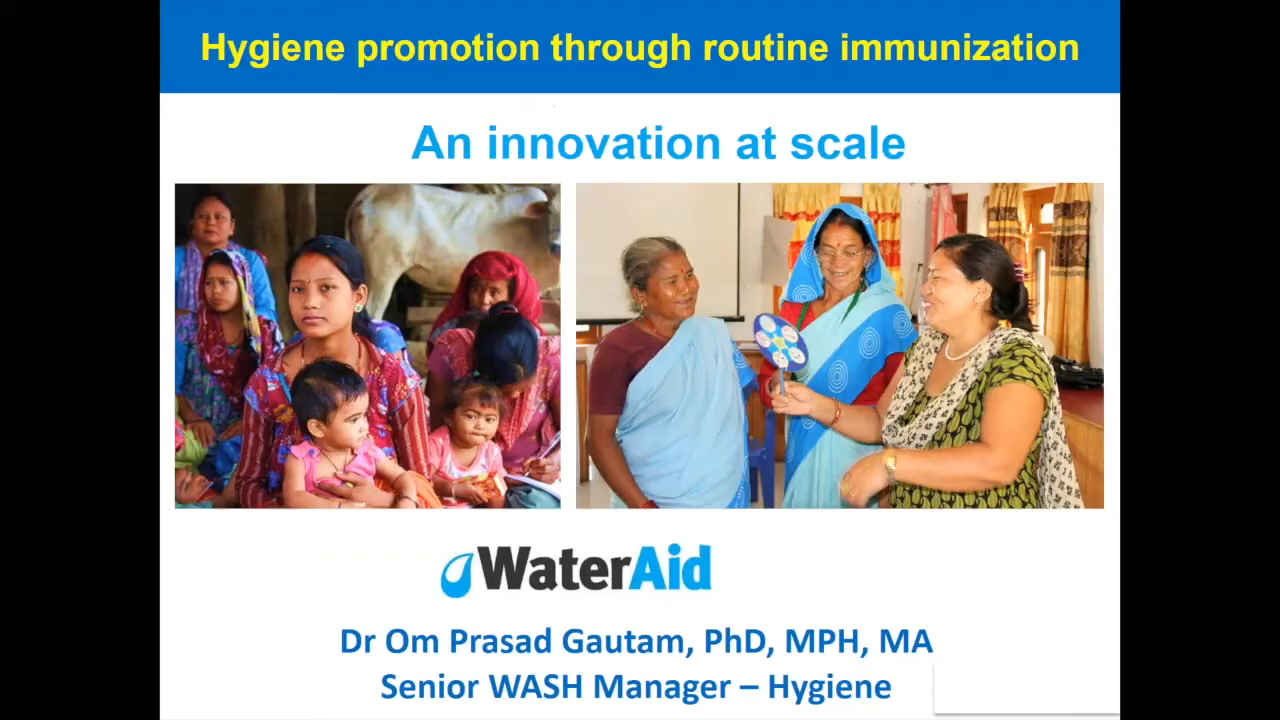 Hygiene promotion through routine immunization
An innovation at scale
WaterAid
Dr Om Prasad Gautam, PhD, MPH, MA
Senior WASH Manager – Hygiene